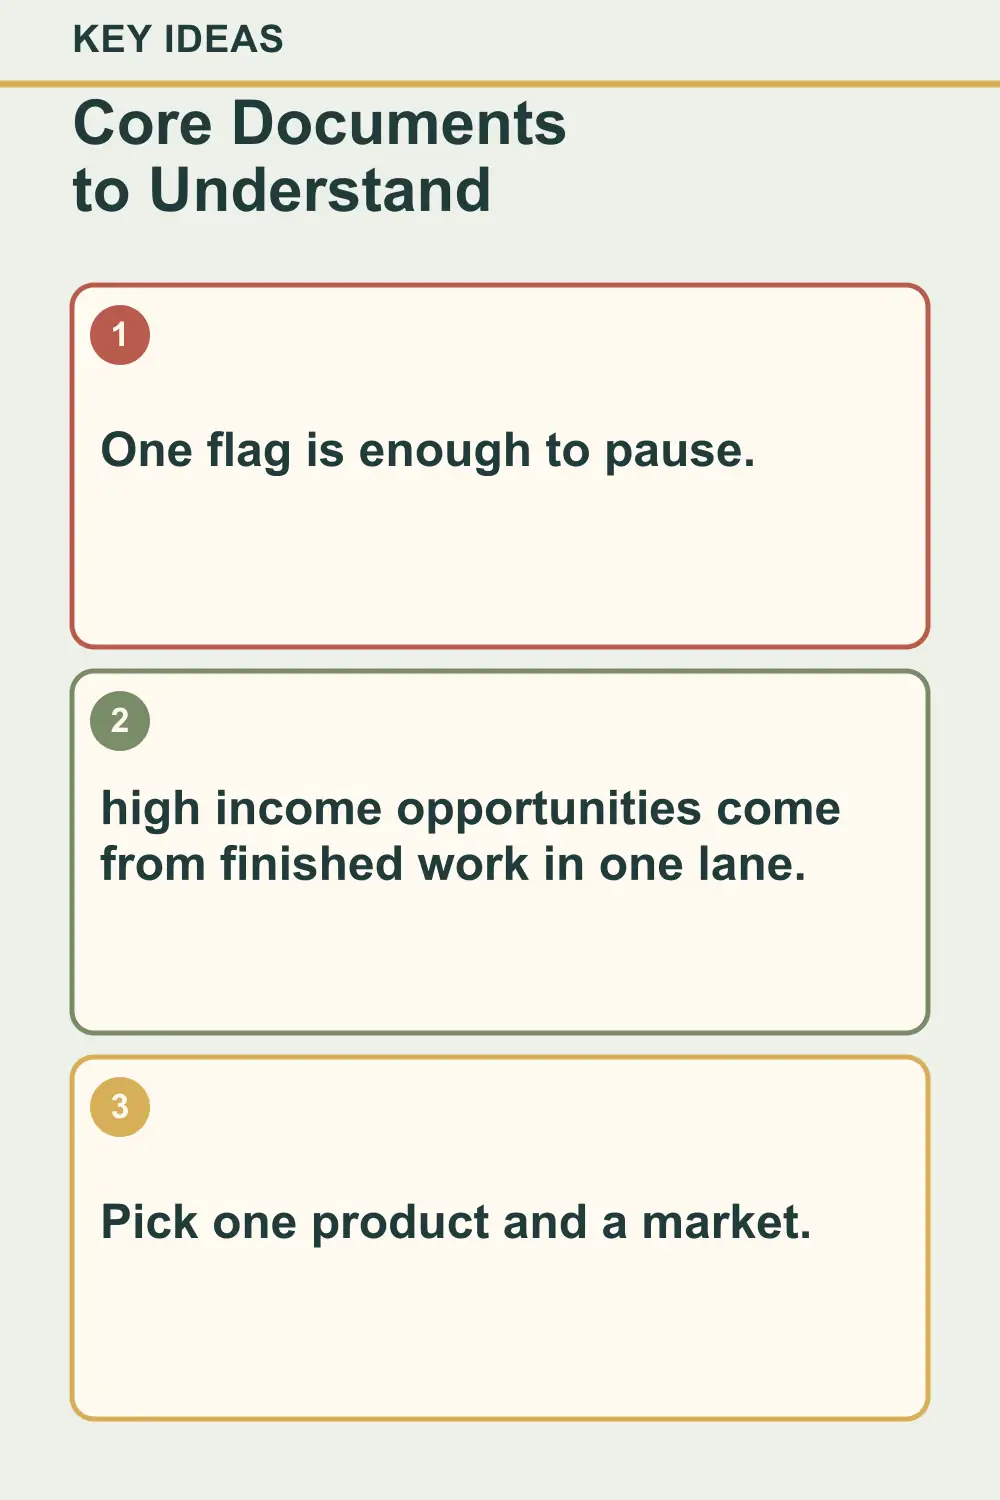 KEY IDEAS
Core Documents
to Understand
1
One flag is enough to pause.
2
high income opportunities come
from finished work in one lane.
3
Pick one product and a market.